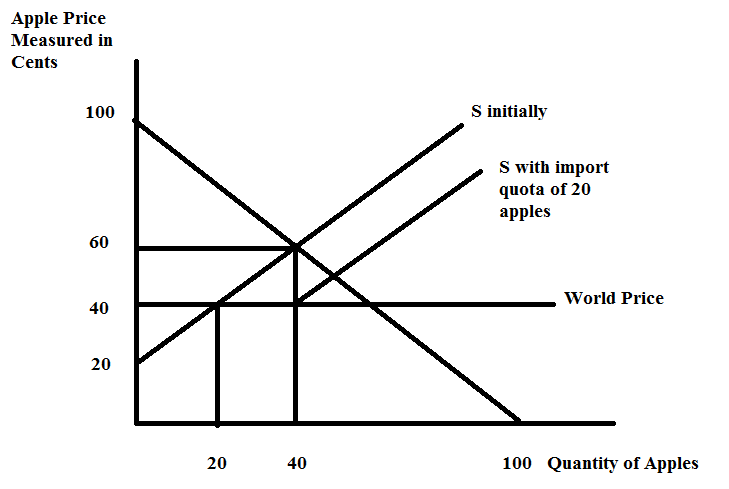 Apple Price
Measured in
Cents
100
S initially
S with import
quota of 20
apples
60
World Price
40
20
20 40 100 Quantity of Apples